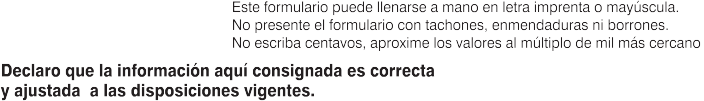 Este formulario puede llenarse a mano en letra imprenta o mayúscula.
No presente el formulario con tachones, enmendaduras ni borrones.
No escriba centavos, aproxime los valores al múltiplo de mil más cercano
Declaro que la información aquí consignada es correcta
y ajustada  a las disposiciones vigentes.